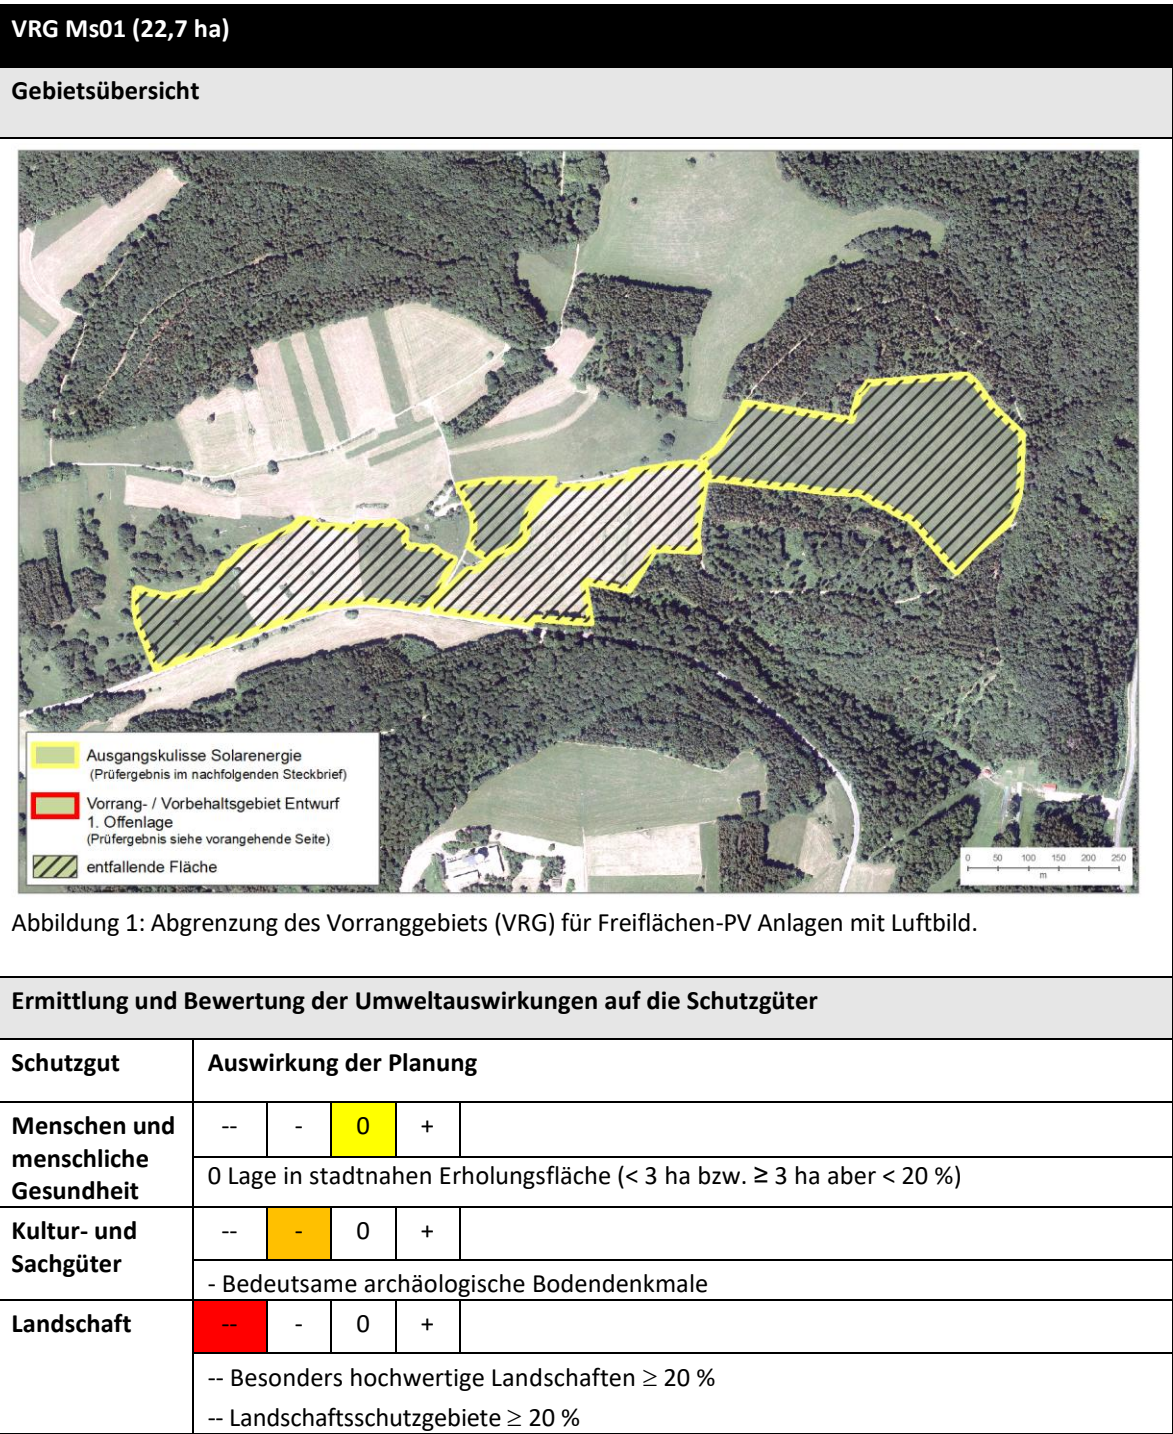 VRG Ms01 (22,7 ha)
Gebietsübersicht
Ausgangskulisse Solarenergie
(Prüfergebnis im nachfolgenden Steckbrief)
Vorrang- / Vorbehaltsgebiet Entwurf
1. Offenlage
(Prüfergebnis siehe vorangehende Seite)
entfallende Fläche
0 50 100 150 200 250
m
Abbildung 1: Abgrenzung des Vorranggebiets (VRG) für Freiflächen-PV Anlagen mit Luftbild.
Ermittlung und Bewertung der Umweltauswirkungen auf die Schutzgüter
Schutzgut Auswirkung der Planung
Menschen und
menschliche
Gesundheit
-- - 0 +
0 Lage in stadtnahen Erholungsfläche (< 3 ha bzw. ≥ 3 ha aber < 20 %)
Kultur- und
Sachgüter
-- - 0 +
- Bedeutsame archäologische Bodendenkmale
Landschaft
-- - 0 +
-- Besonders hochwertige Landschaften ≥ 20 %
-- Landschaftsschutzgebiete ≥ 20 %